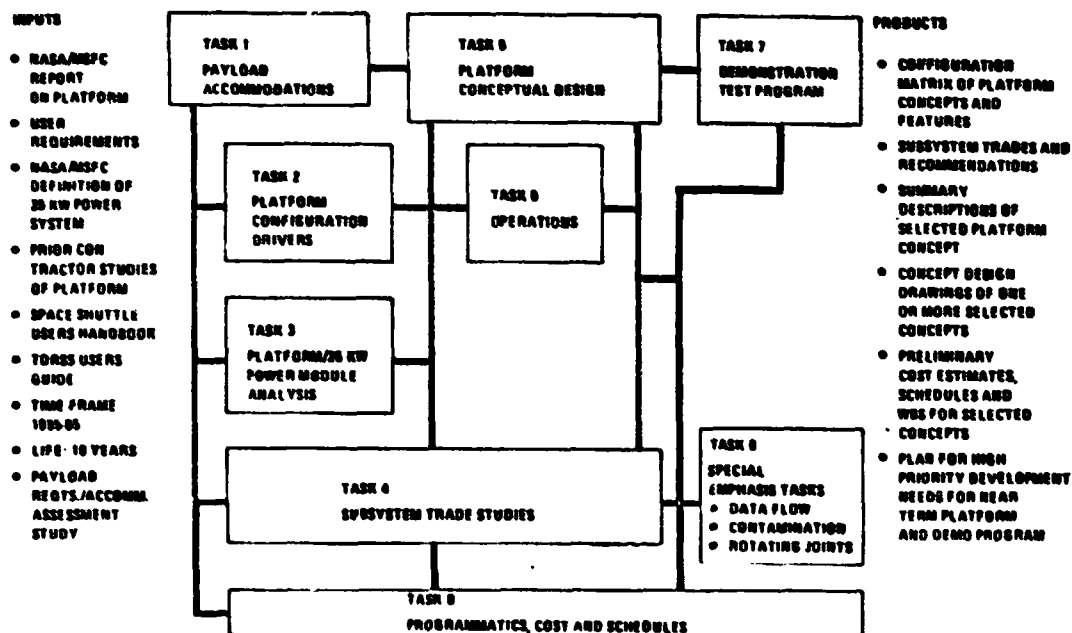 INPUTS
• NASA/MSFC
REPORT
ON PLATFORM
• USER
REQUIREMENTS
• NASA/MSFC
DEFINITION OF
25 KW POWER
SYSTEM
• PRIOR CON
TRACTOR STUDIES
OF PLATFORM
• SPACE SHUTTLE
USERS HANDBOOK
• TDRSS USERS
GUIDE
• TIME FRAME
• LIFE - 10 YEARS
• PAYLOAD
REQTS./ACCOMM.
ASSESSMENT
STUDY
TASK 1
PAYLOAD
ACCOMMODATIONS
TASK
PLATFORM
CONCEPTUAL DESIGN
TASK 7
DEMONSTRATION
TEST PROGRAM
TASK 2
PLATFORM
CONFIGURATION
DRIVERS
TASK
OPERATIONS
TASK 3
PLATFORM/25 KW
POWER MODULE
ANALYSIS
TASK 4
SUBSYSTEM TRADE STUDIES
TASK
SPECIAL
EMPHASIS TASKS
• DATA FLOW
• CONTAMINATION
• ROTATING JOINTS
TASK
PROGRAMMATICS, COST AND SCHEDULES
PRODUCTS
• CONFIGURATION
MATRIX OF PLATFORM
CONCEPTS AND
FEATURES
• SUBSYSTEM TRADES AND
RECOMMENDATIONS
• SUMMARY
DESCRIPTIONS OF
SELECTED PLATFORM
CONCEPT
• CONCEPT DESIGN
DRAWINGS OF ONE
OR MORE SELECTED
CONCEPTS
• PRELIMINARY
COST ESTIMATES,
SCHEDULES AND
WBS FOR SELECTED
CONCEPTS
• PLAN FOR HIGH
PRIORITY DEVELOPMENT
NEEDS FOR NEAR
TERM PLATFORM
AND DEMO PROGRAM